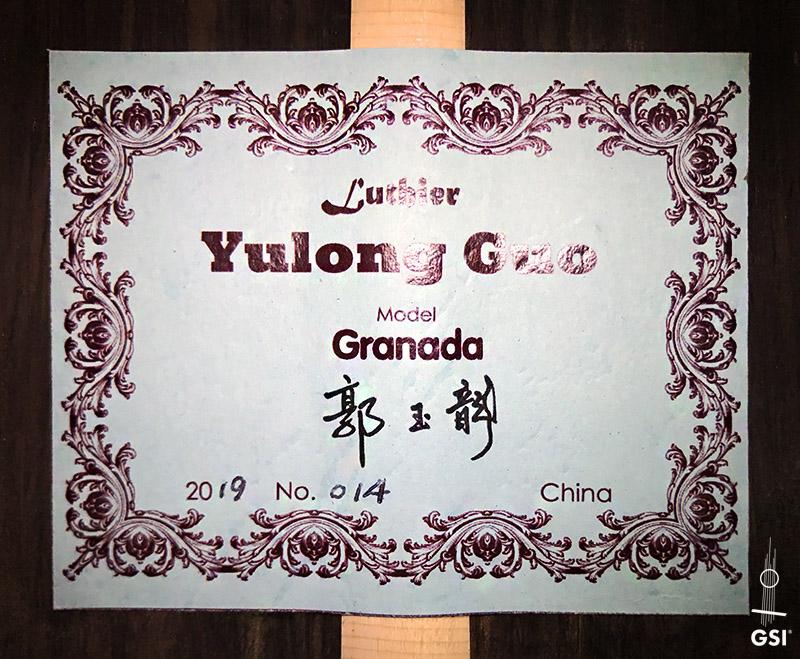 Luthier
Yulong Guo
Model
Granada
郭玉龍
2019 No. 014 China
GSI®